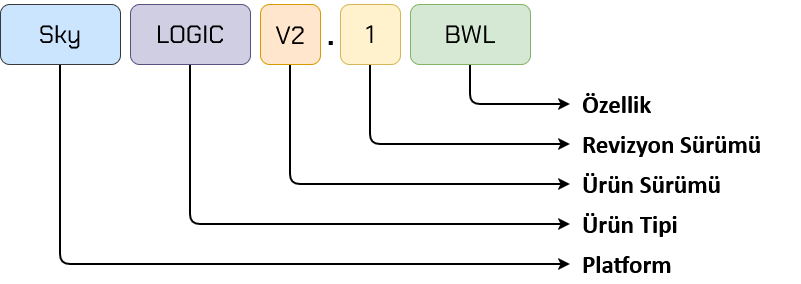 Sky LOGIC V2 . 1 BWL
Özellik
Revizyon Sürümü
Ürün Sürümü
Ürün Tipi
Platform